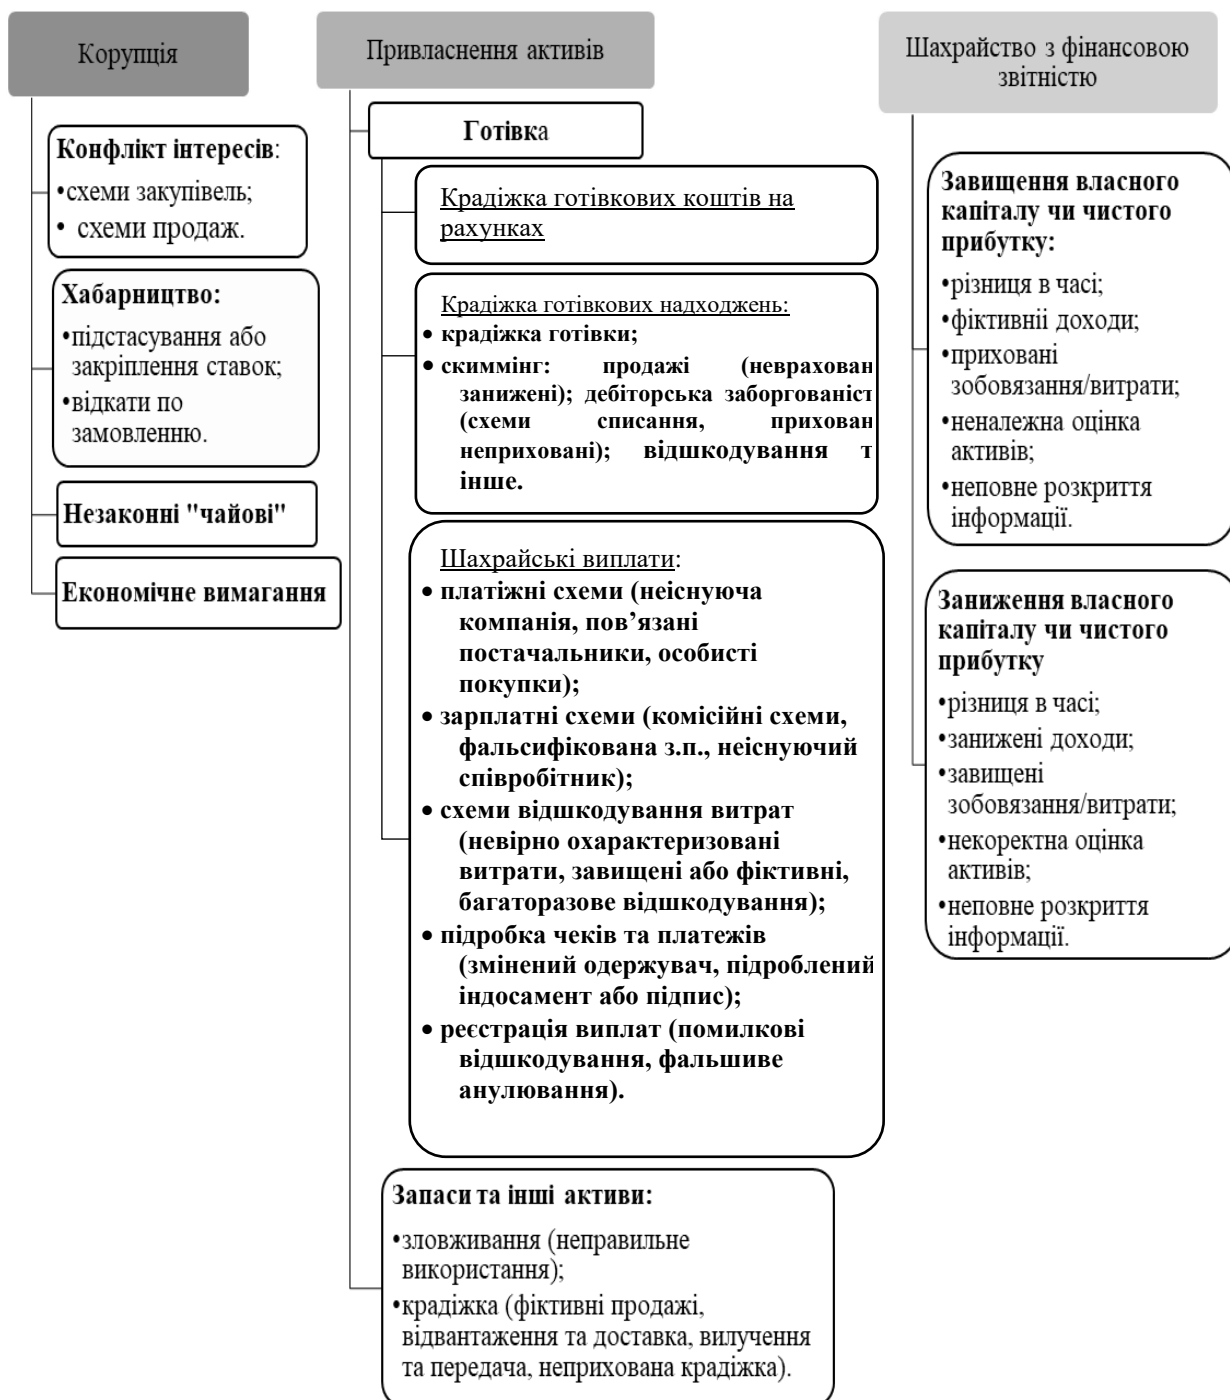 Корупція
Конфлікт інтересів:
•схеми закупівель;
• схеми продаж.
Хабарництво:
•підстасування або
закріплення ставок;
•відкати по
замовленню.
Незаконні "чайові"
Економічне вимагання
Привласнення активів
Готівка
Крадіжка готівкових коштів на
рахунках
Крадіжка готівкових надходжень:
• крадіжка готівки;
• скиммінг: продажі (неврахован
занижені); дебіторська заборгованіст
(схеми списання, прихован
неприховані); відшкодування т
інше.
Шахрайські виплати:
• платіжні схеми (неіснуюча
компанія, пов’язані
постачальники, особисті
покупки);
• зарплатні схеми (комісійні схеми,
фальсифікована з.п., неіснуючий
співробітник);
• схеми відшкодування витрат
(невірно охарактеризовані
витрати, завищені або фіктивні,
багаторазове відшкодування);
• підробка чеків та платежів
(змінений одержувач, підроблений
індосамент або підпис);
• реєстрація виплат (помилкові
відшкодування, фальшиве
анулювання).
Запаси та інші активи:
•зловживання (неправильне
використання);
•крадіжка (фіктивні продажі,
відвантаження та доставка, вилучення
та передача, неприхована крадіжка).
Шахрайство з фінансовою
звітністю
Завищення власного
капіталу чи чистого
прибутку:
•різниця в часі;
•фіктивніі доходи;
•приховані
зобовязання/витрати;
•неналежна оцінка
активів;
•неповне розкриття
інформації.
Заниження власного
капіталу чи чистого
прибутку
•різниця в часі;
•занижені доходи;
•завищені
зобовязання/витрати;
•некоректна оцінка
активів;
•неповне розкриття
інформації.